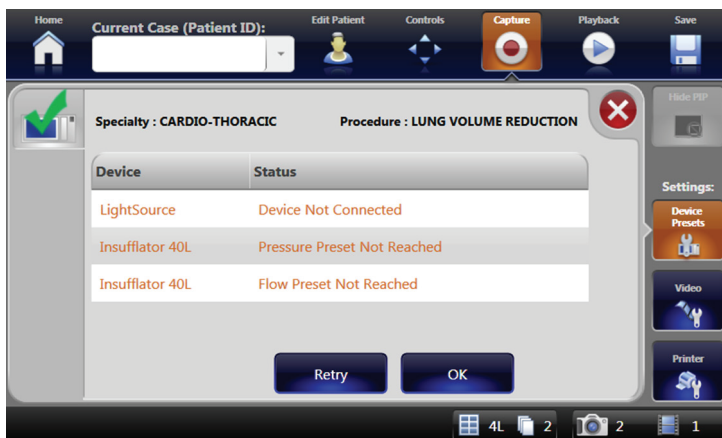 Home
Current Case (Patient ID):
Edit Patient
Controls
Capture
Playback
Save
Specialty : CARDIO-THORACIC
Procedure : LUNG VOLUME REDUCTION
Hide PIP
Device Status
LightSource Device Not Connected
Insufflator 40L Pressure Preset Not Reached
Insufflator 40L Flow Preset Not Reached
Settings:
Device
Presets
Video
Printer
Retry
OK
4L 2 2 1